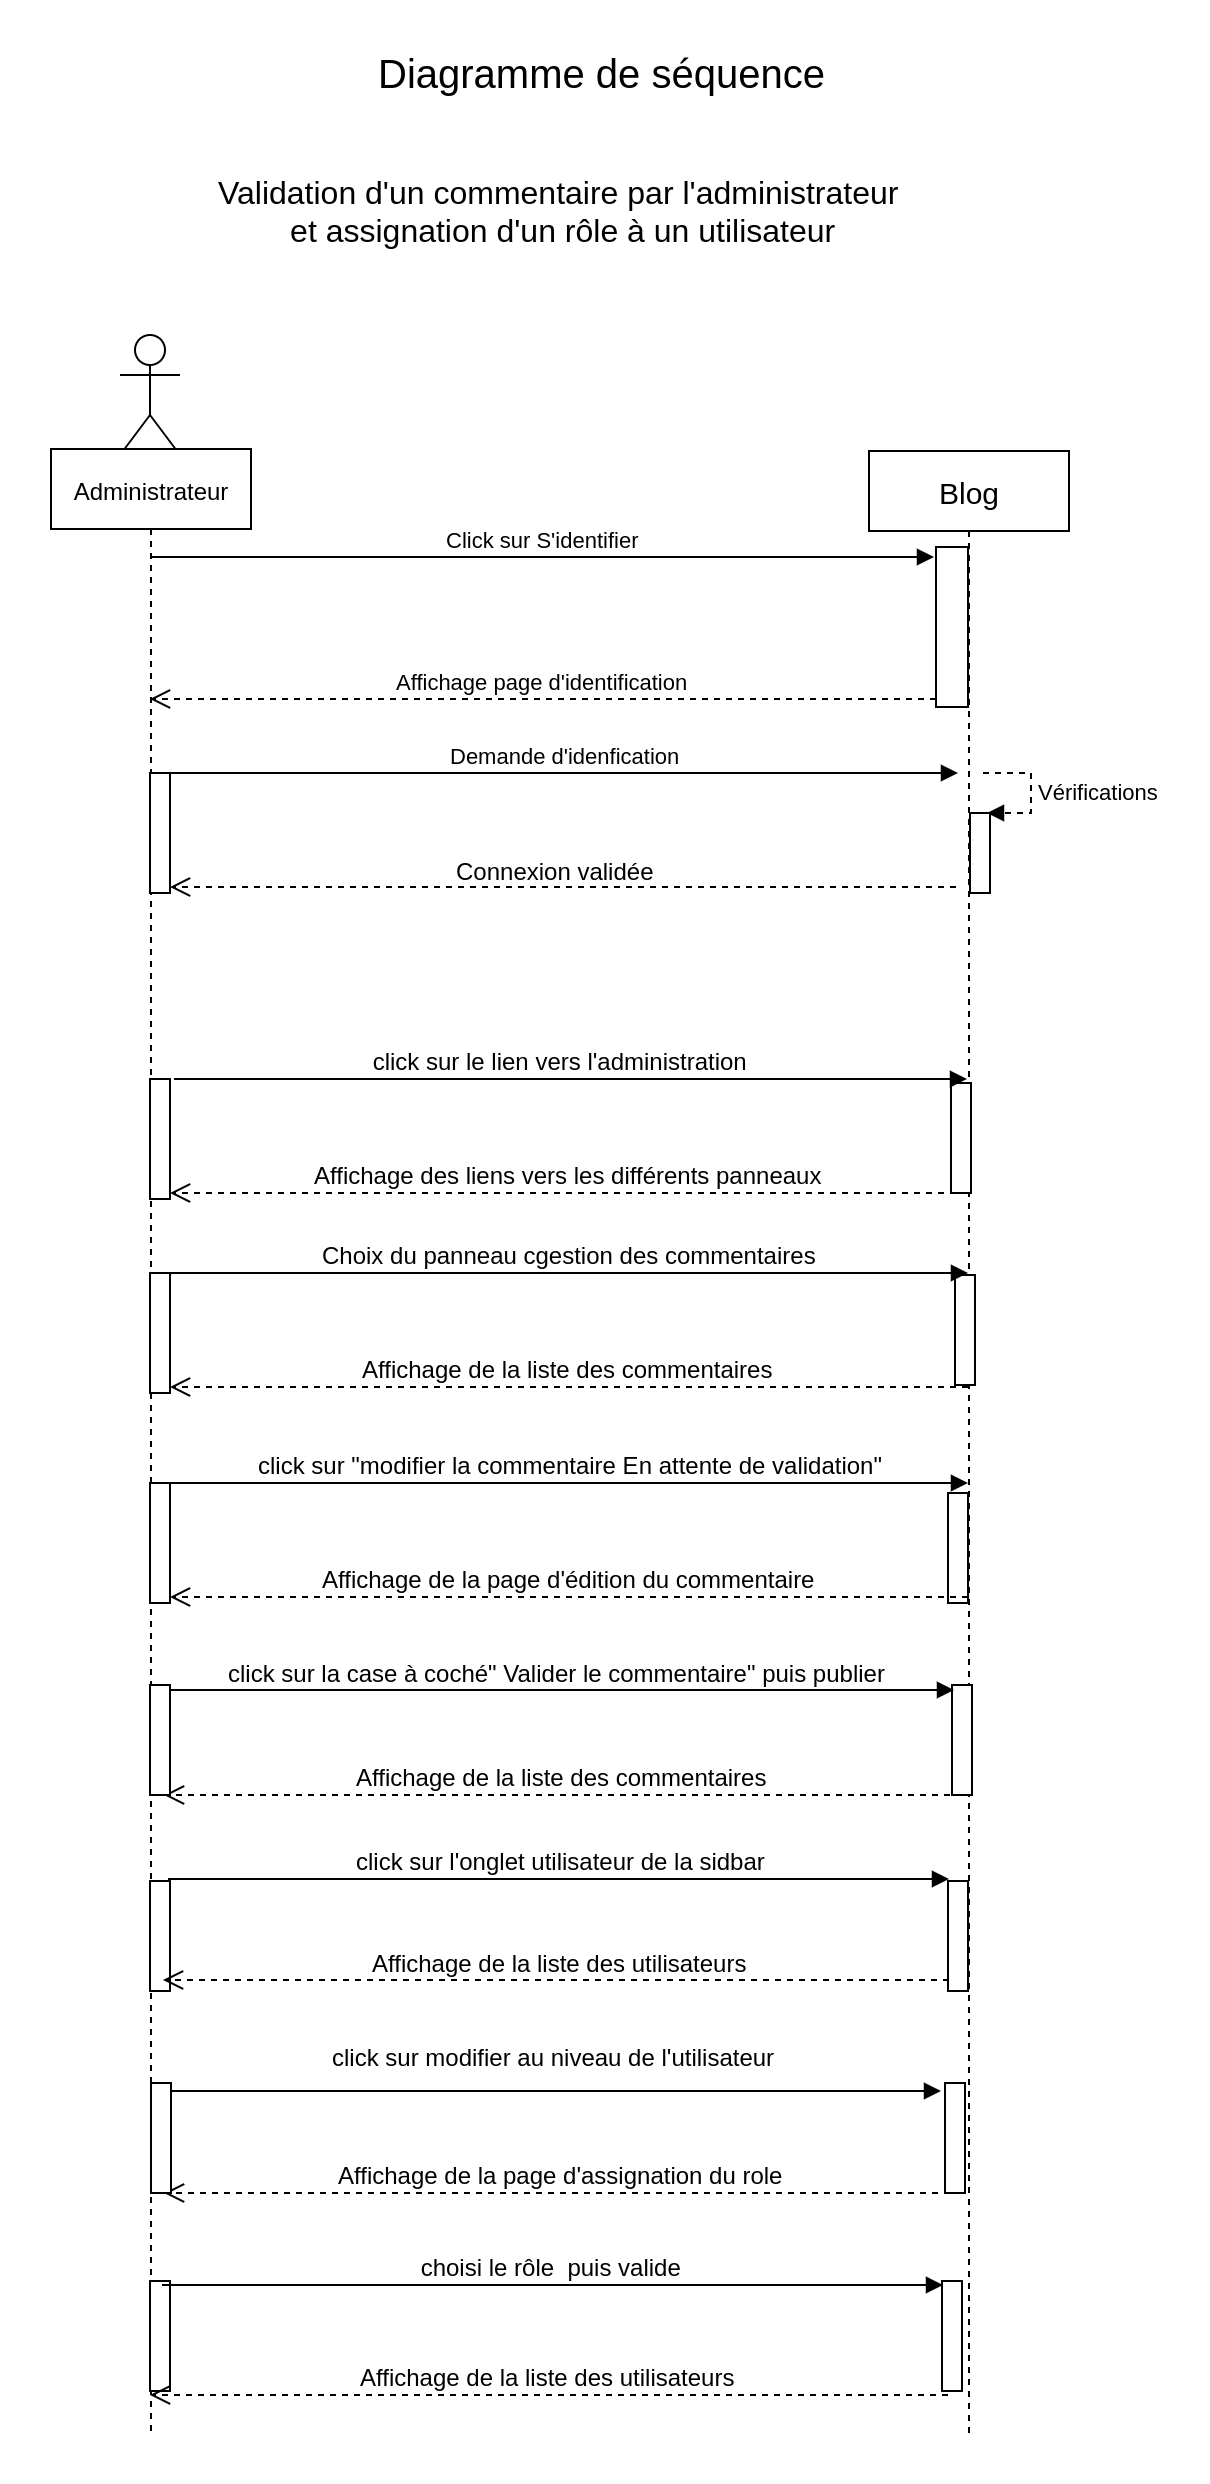 Diagramme de séquence
Validation d'un commentaire par l'administrateur
et assignation d'un rôle à un utilisateur
Administrateur
Blog
Click sur S'identifier
Affichage page d'identification
Demande d'idenfication
Vérifications
Connexion validée
click sur le lien vers l'administration
Affichage des liens vers les différents panneaux
Choix du panneau cgestion des commentaires
Affichage de la liste des commentaires
click sur "modifier la commentaire En attente de validation"
Affichage de la page d'édition du commentaire
click sur la case à coché" Valider le commentaire" puis publier
Affichage de la liste des commentaires
click sur l'onglet utilisateur de la sidbar
Affichage de la liste des utilisateurs
click sur modifier au niveau de l'utilisateur
Affichage de la page d'assignation du role
choisi le rôle  puis valide
Affichage de la liste des utilisateurs